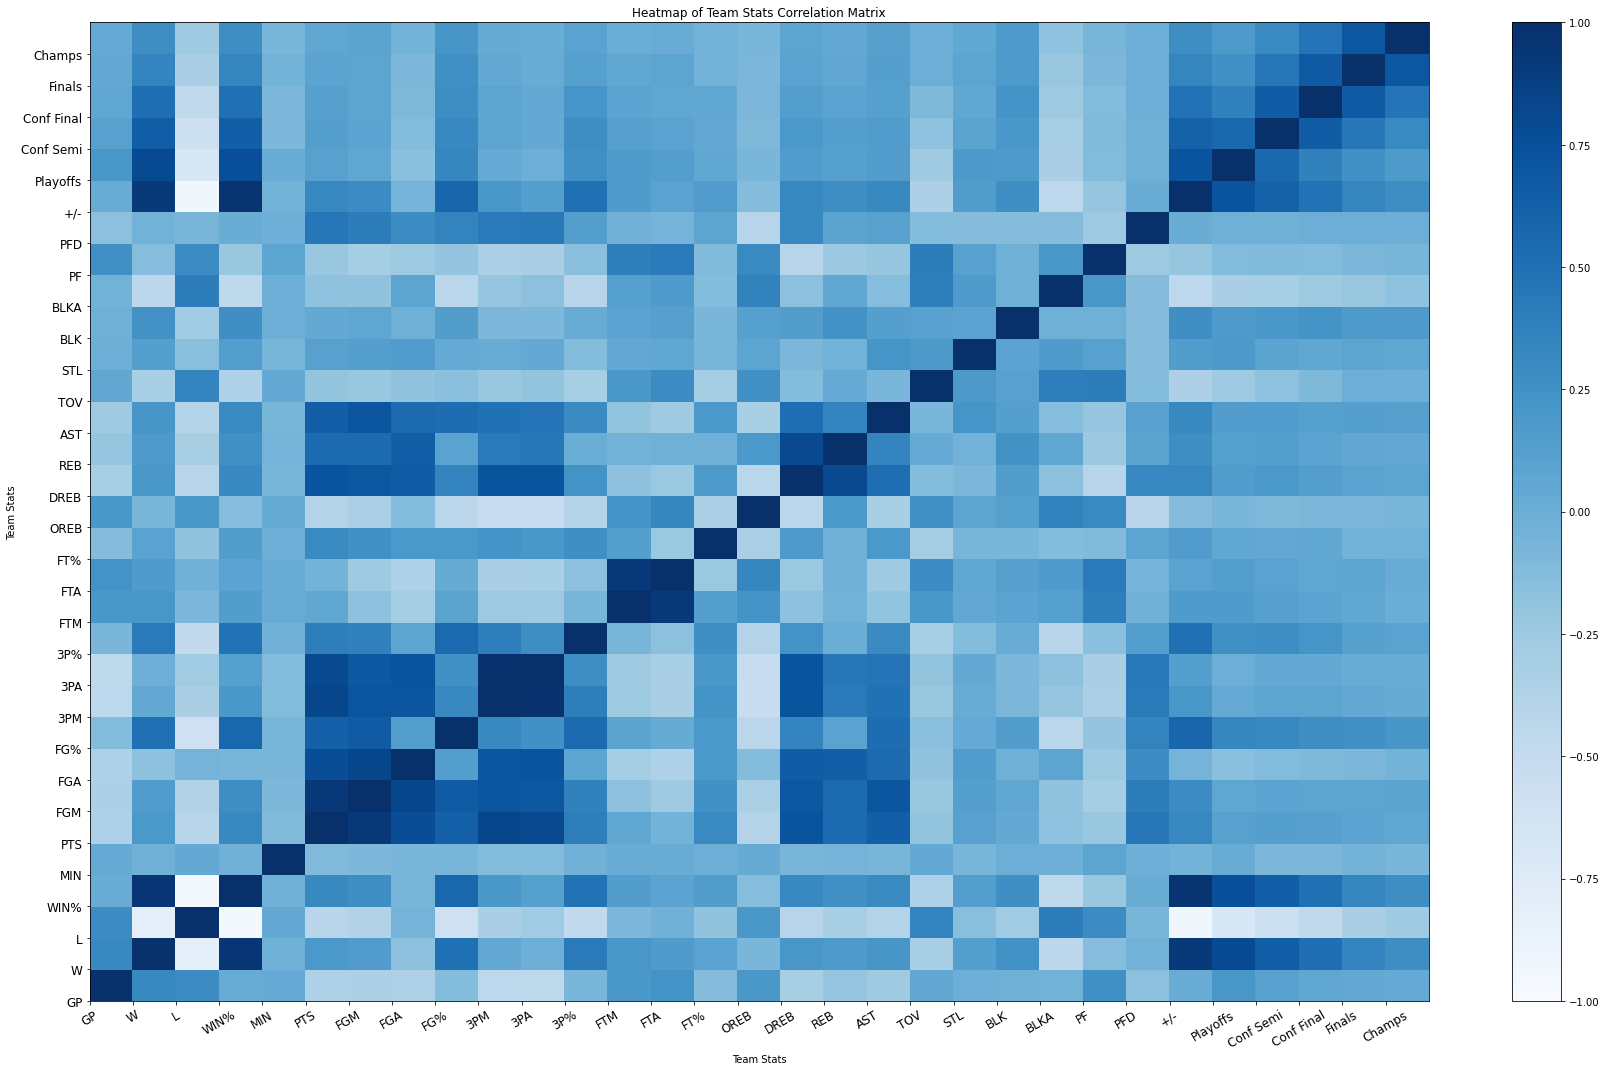 Heatmap of Team Stats Correlation Matrix
Champs
Finals
Conf Final
Conf Semi
Playoffs
+/-
PFD
PF
BLKA
BLK
STL
TOV
AST
REB
DREB
OREB
FT%
FTA
FTM
3P%
3PA
3PM
FG%
FGA
FGM
PTS
MIN
WIN%
L
W
GP
Team Stats
GP W L WIN% MIN PTS FGM FGA FG% 3PM 3PA 3P% FTM FTA FT% OREB DREB REB AST TOV STL BLK BLKA PF PFD +/- Playoffs Conf Semi Conf Final Finals Champs
Team Stats
1.00
0.75
0.50
0.25
0.00
−0.25
−0.50
−0.75
−1.00